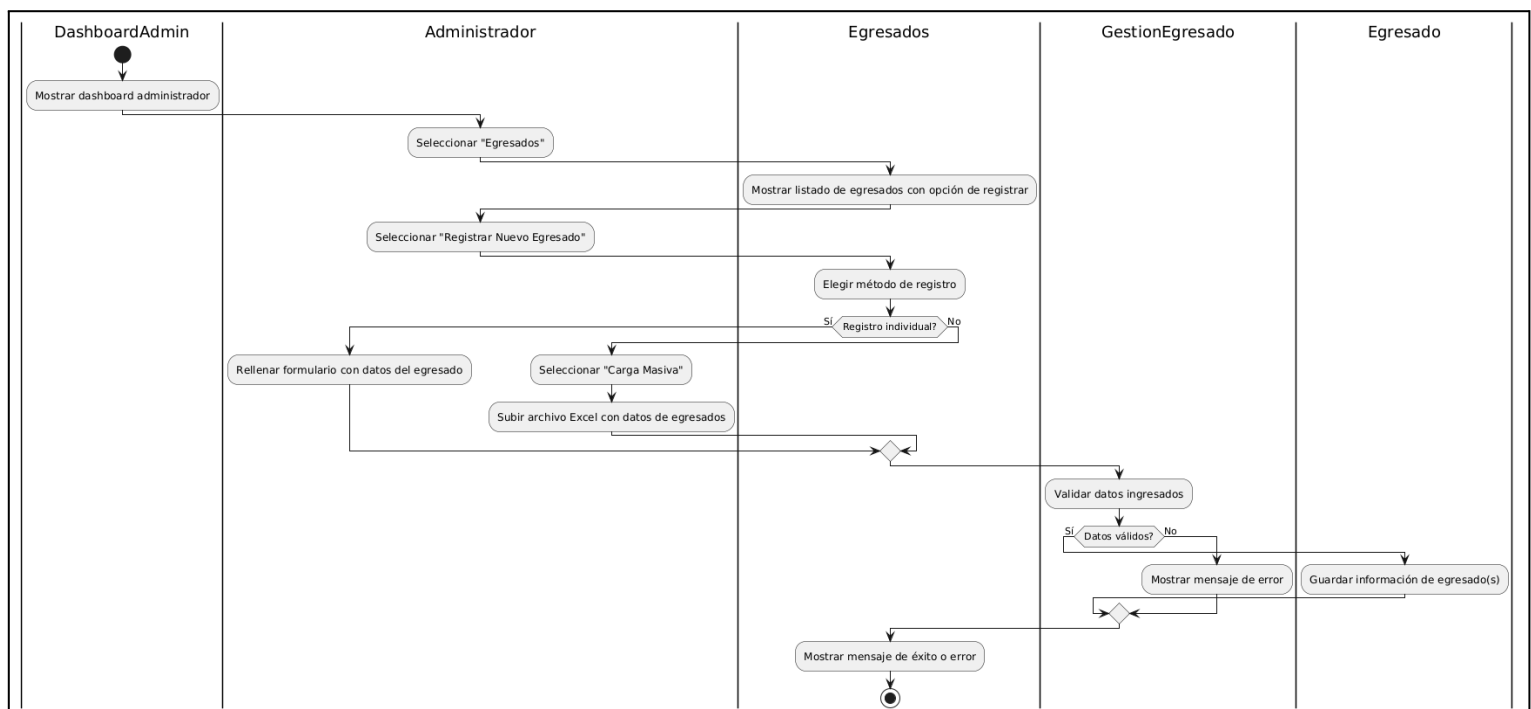 DashboardAdmin
Administrador
Egresados
GestionEgresado
Egresado
Mostrar dashboard administrador
Seleccionar "Egresados"
Mostrar listado de egresados con opción de registrar
Seleccionar "Registrar Nuevo Egresado"
Elegir método de registro
Sí
Registro individual?
No
Rellenar formulario con datos del egresado
Seleccionar "Carga Masiva"
Subir archivo Excel con datos de egresados
Validar datos ingresados
Sí
Datos válidos?
No
Mostrar mensaje de error
Guardar información de egresado(s)
Mostrar mensaje de éxito o error